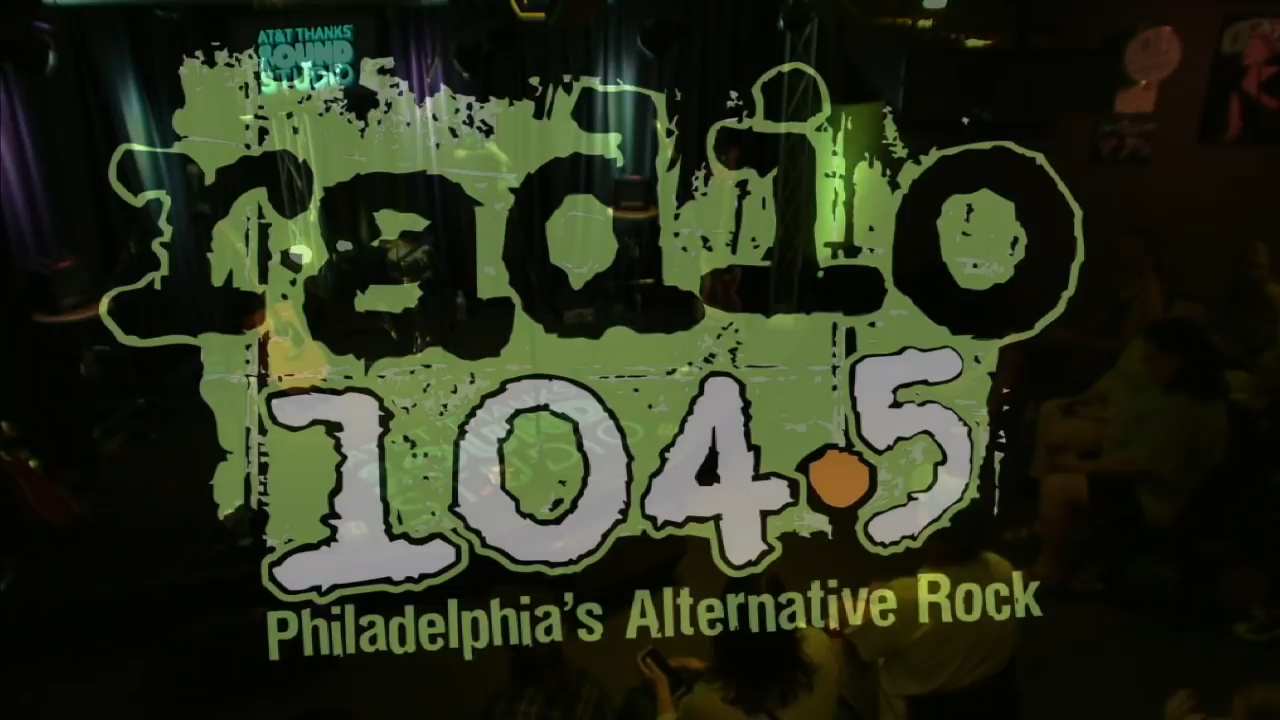 AT&T THANKS
SOUND
STUDIO
radio
104.5
Philadelphia's Alternative Rock